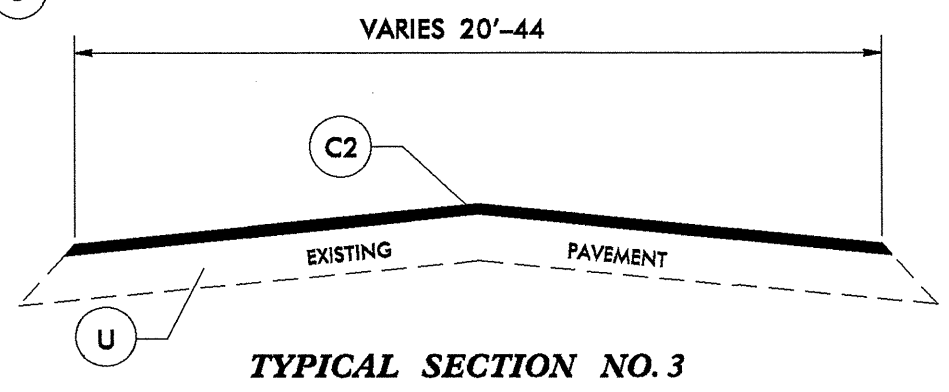 VARIES 20'–44
C2
EXISTING PAVEMENT
U
TYPICAL SECTION NO. 3